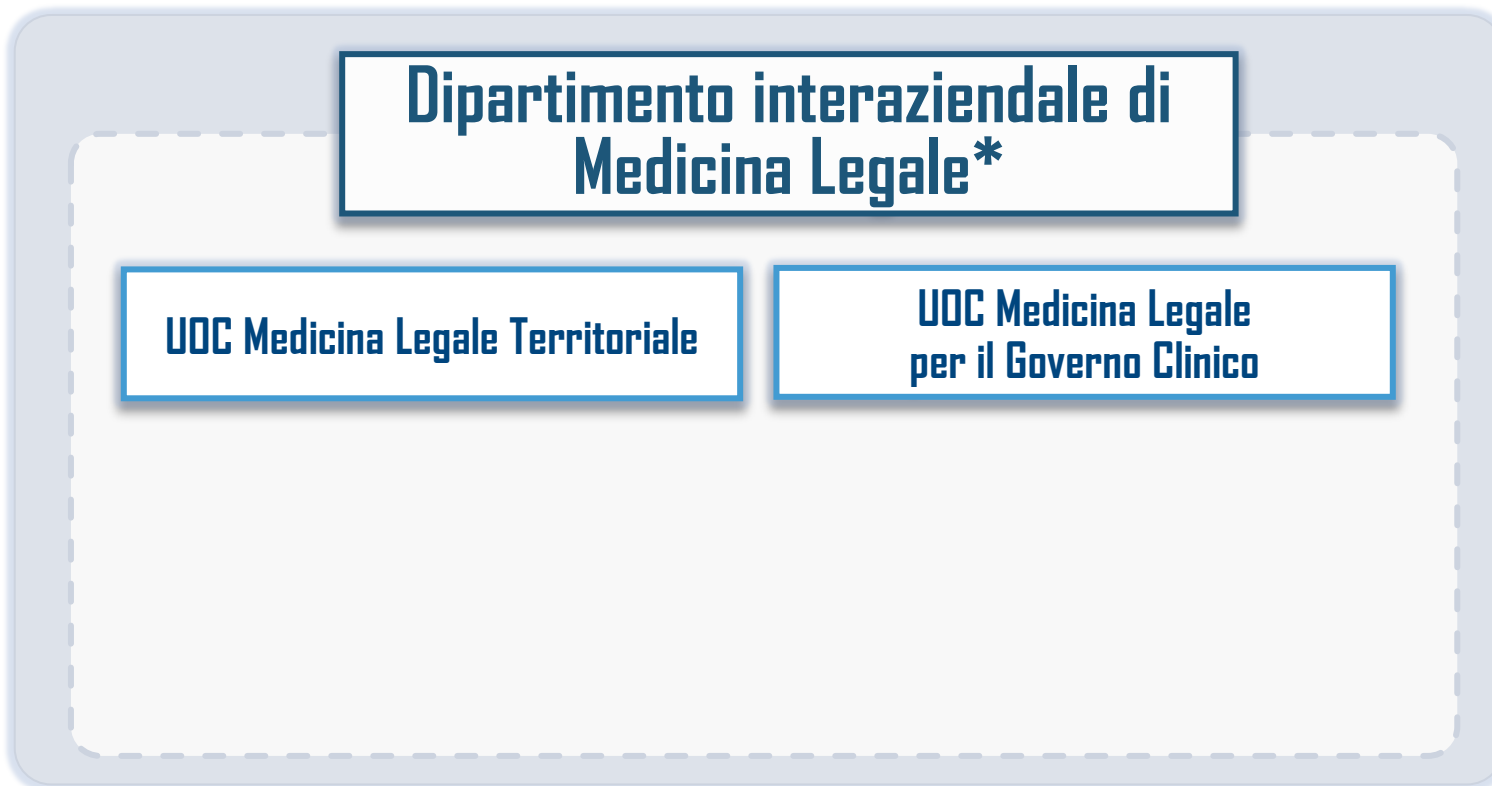 Dipartimento interaziendale di
Medicina Legale*
UOC Medicina Legale Territoriale
UOC Medicina Legale
per il Governo Clinico